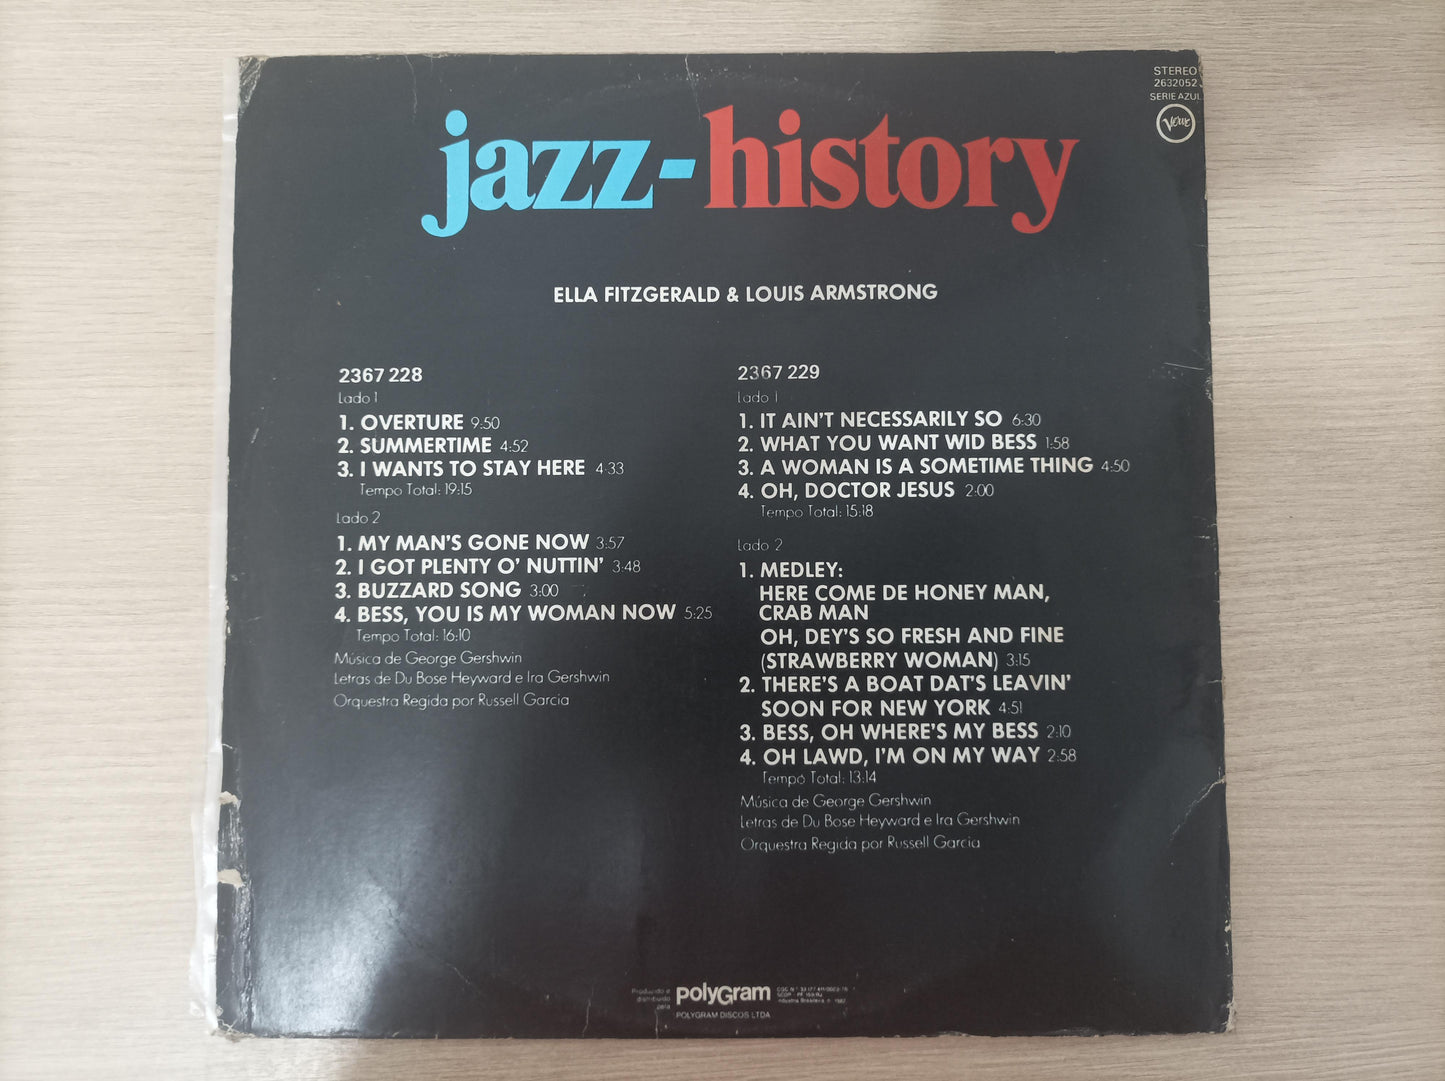 STEREO
2632052
SERIE AZUL
Verve
jazz-history
ELLA FITZGERALD & LOUIS ARMSTRONG
2367 228
Lado 1
1. OVERTURE 9:50
2. SUMMERTIME 4:52
3. I WANTS TO STAY HERE 4:33
Tempo Total: 19:15
Lado 2
1. MY MAN'S GONE NOW 3:57
2. I GOT PLENTY O' NUTTIN' 3:48
3. BUZZARD SONG 3:00
4. BESS, YOU IS MY WOMAN NOW 5:25
Tempo Total: 16:10
Música de George Gershwin
Letras de Du Bose Heyward e Ira Gershwin
Orquestra Regida por Russell Garcia
2367 229
Lado 1
1. IT AIN'T NECESSARILY SO 6:30
2. WHAT YOU WANT WID BESS 1:58
3. A WOMAN IS A SOMETIME THING 4:50
4. OH, DOCTOR JESUS 2:00
Tempo Total: 15:18
Lado 2
1. MEDLEY:
HERE COME DE HONEY MAN,
CRAB MAN
OH, DEY'S SO FRESH AND FINE
(STRAWBERRY WOMAN) 3:15
2. THERE'S A BOAT DAT'S LEAVIN'
SOON FOR NEW YORK 4:51
3. BESS, OH WHERE'S MY BESS 2:10
4. OH LAWD, I'M ON MY WAY 2:58
Tempo Total: 13:14
Música de George Gershwin
Letras de Du Bose Heyward e Ira Gershwin
Orquestra Regida por Russell Garcia
Produzido e
distribuído
pela
polyGram
POLYGRAM DISCOS LTDA
Indústria Brasileira